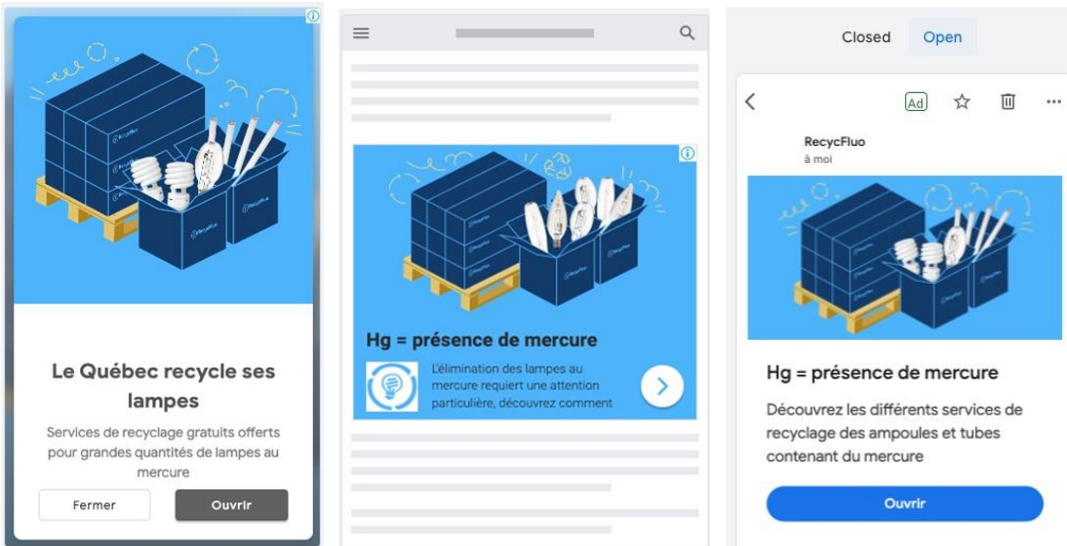 Le Québec recycle ses
lampes
Services de recyclage gratuits offerts
pour grandes quantités de lampes au
mercure
Fermer
Ouvrir
Hg = présence de mercure
L'élimination des lampes au
mercure requiert une attention
particulière, découvrez comment
Closed Open
Ad
RecycFluo
à moi
Hg = présence de mercure
Découvrez les différents services de
recyclage des ampoules et tubes
contenant du mercure
Ouvrir